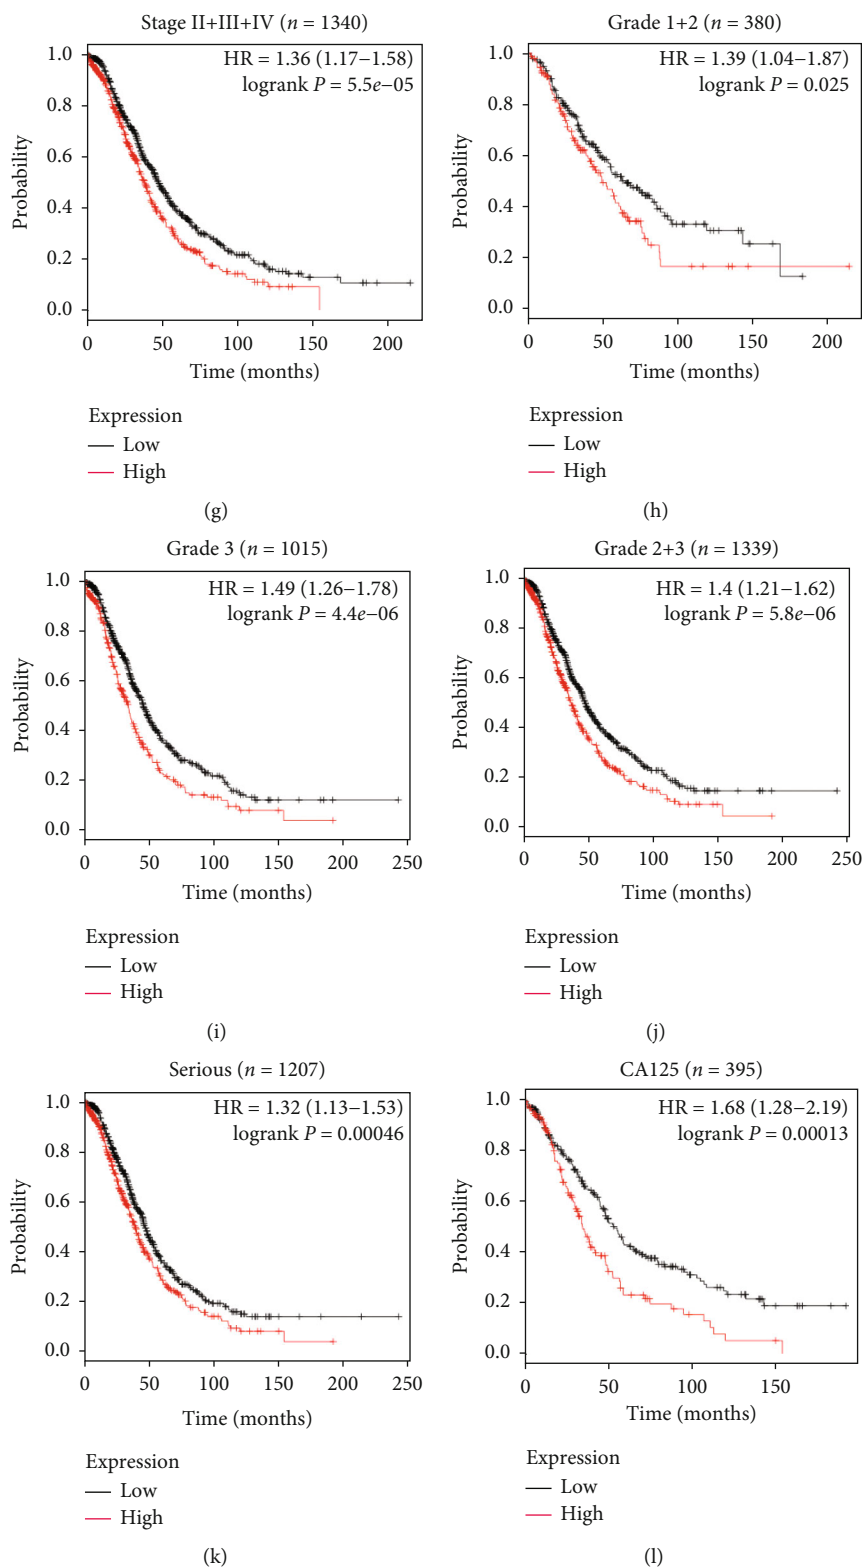 Stage II+III+IV (n = 1340)
HR = 1.36 (1.17–1.58)
logrank P = 5.5e–05
Probability
1.0
0.8
0.6
0.4
0.2
0.0
0 50 100 150 200
Time (months)
Expression
Low
High
(g)
Grade 1+2 (n = 380)
HR = 1.39 (1.04–1.87)
logrank P = 0.025
Probability
1.0
0.8
0.6
0.4
0.2
0.0
0 50 100 150 200
Time (months)
Expression
Low
High
(h)
Grade 3 (n = 1015)
HR = 1.49 (1.26–1.78)
logrank P = 4.4e–06
Probability
1.0
0.8
0.6
0.4
0.2
0.0
0 50 100 150 200 250
Time (months)
Expression
Low
High
(i)
Grade 2+3 (n = 1339)
HR = 1.4 (1.21–1.62)
logrank P = 5.8e–06
Probability
1.0
0.8
0.6
0.4
0.2
0.0
0 50 100 150 200 250
Time (months)
Expression
Low
High
(j)
Serious (n = 1207)
HR = 1.32 (1.13–1.53)
logrank P = 0.00046
Probability
1.0
0.8
0.6
0.4
0.2
0.0
0 50 100 150 200 250
Time (months)
Expression
Low
High
(k)
CA125 (n = 395)
HR = 1.68 (1.28–2.19)
logrank P = 0.00013
Probability
1.0
0.8
0.6
0.4
0.2
0.0
0 50 100 150
Time (months)
Expression
Low
High
(l)